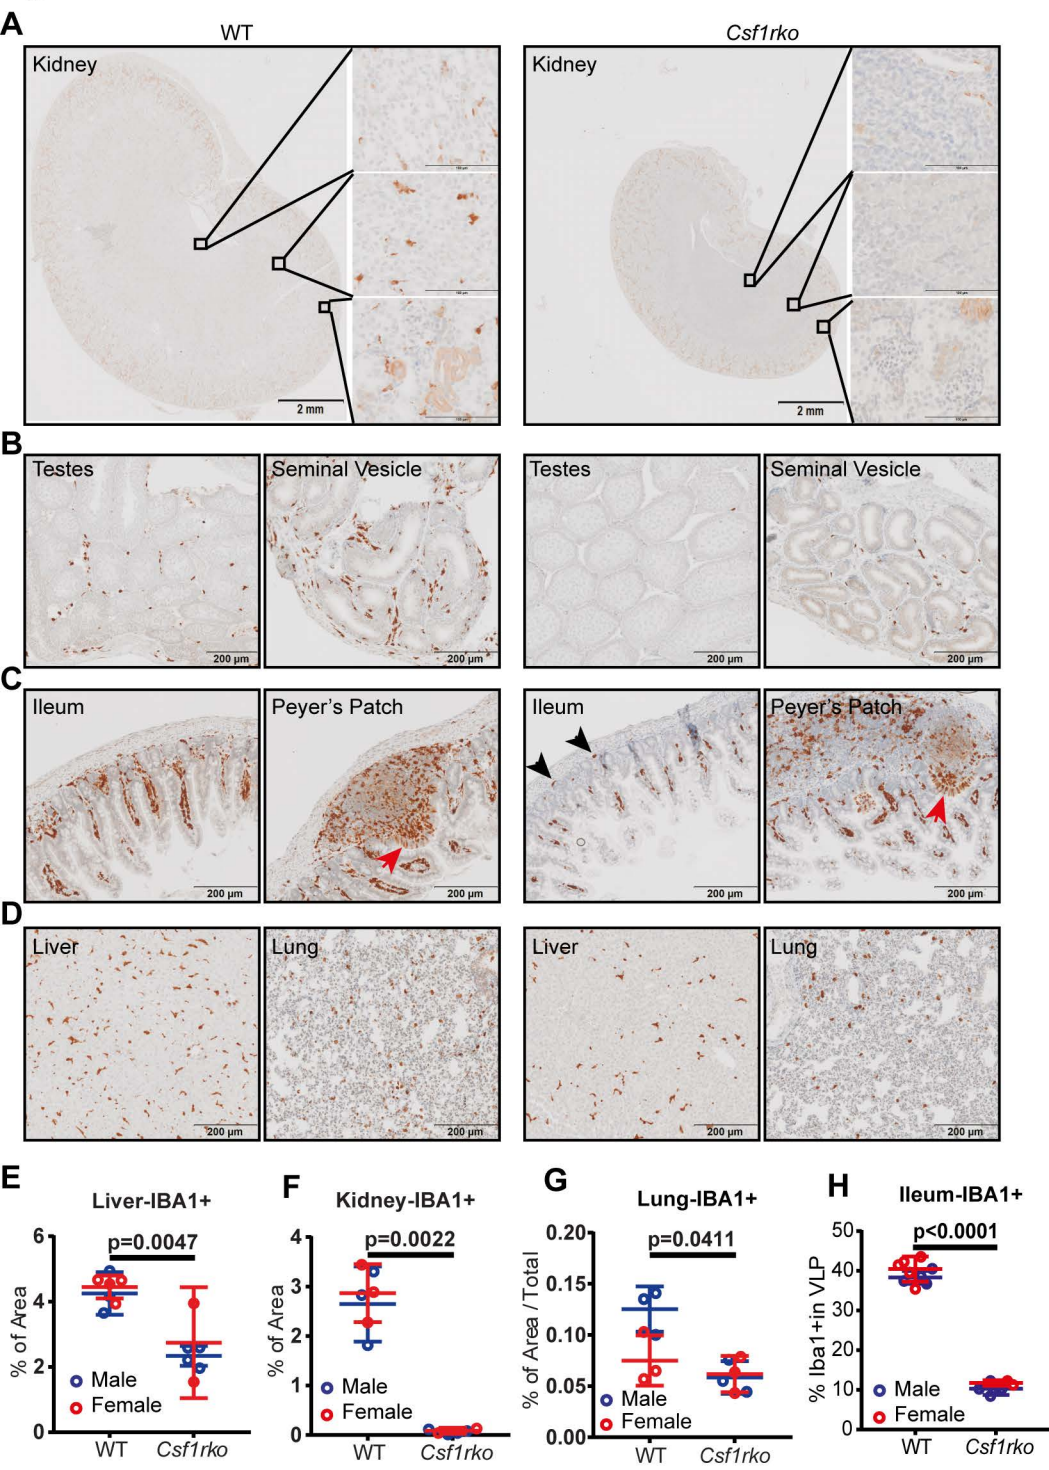 A
WT
Csf1rko
Kidney
Kidney
2 mm
2 mm
B
Testes
Seminal Vesicle
Testes
Seminal Vesicle
200 µm
200 µm
200 µm
200 µm
C
Ileum
Peyer's Patch
Ileum
Peyer's Patch
200 µm
200 µm
200 µm
200 µm
D
Liver
Lung
Liver
Lung
200 µm
200 µm
200 µm
200 µm
E
Liver-IBA1+
p=0.0047
% of Area
6
4
2
0
Male
Female
WT
Csf1rko
F
Kidney-IBA1+
p=0.0022
% of Area
4
3
2
1
0
Male
Female
WT
Csf1rko
G
Lung-IBA1+
p=0.0411
% of Area / Total
0.20
0.15
0.10
0.05
0.00
Male
Female
WT
Csf1rko
H
Ileum-IBA1+
p<0.0001
% Iba1+in VLP
50
40
30
20
10
0
Male
Female
WT
Csf1rko